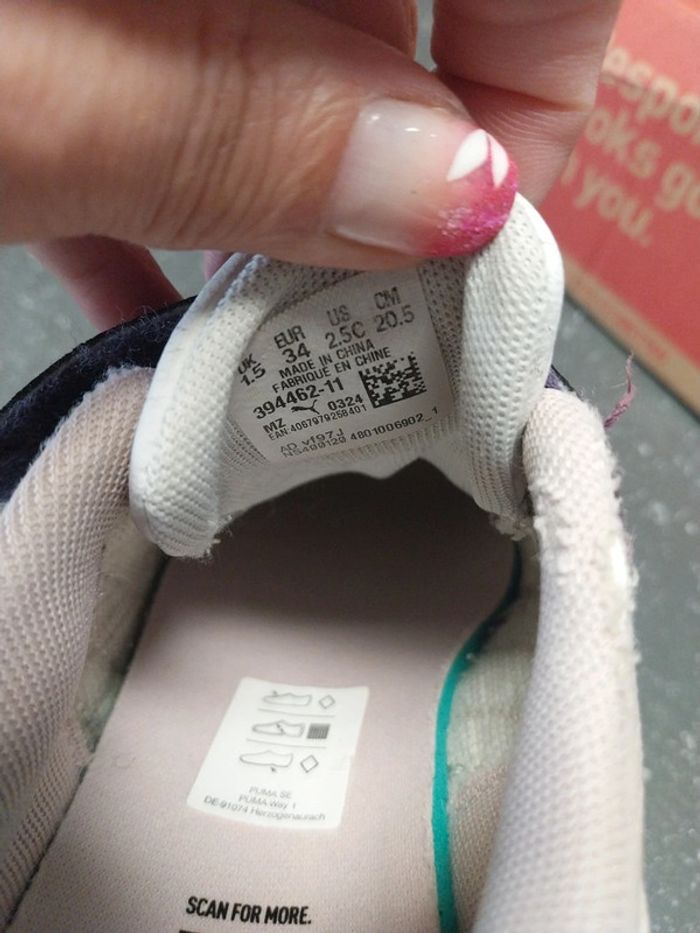 espo
oks go
you.
UK EUR US CM
1.5 34 2.5C 20.5
MADE IN CHINA
FABRIQUE EN CHINE
394462-11
MZ 0324
EAN:4067979258401
AD vf97J
NS409129 4801006902_1
PUMA SE
PUMA Way 1
DE-91074 Herzogenaurach
SCAN FOR MORE.